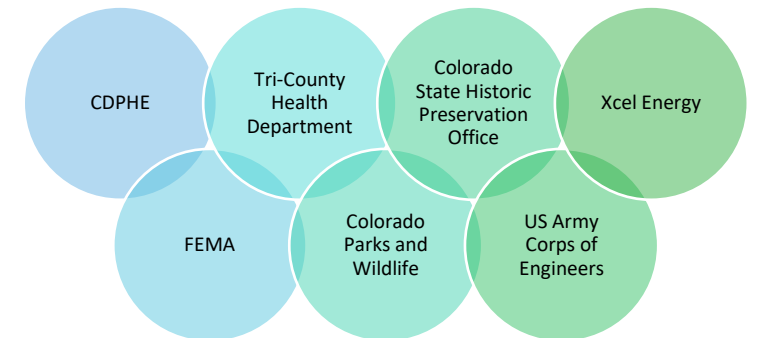 CDPHE
Tri-County
Health
Department
Colorado
State Historic
Preservation
Office
Xcel Energy
FEMA
Colorado
Parks and
Wildlife
US Army
Corps of
Engineers